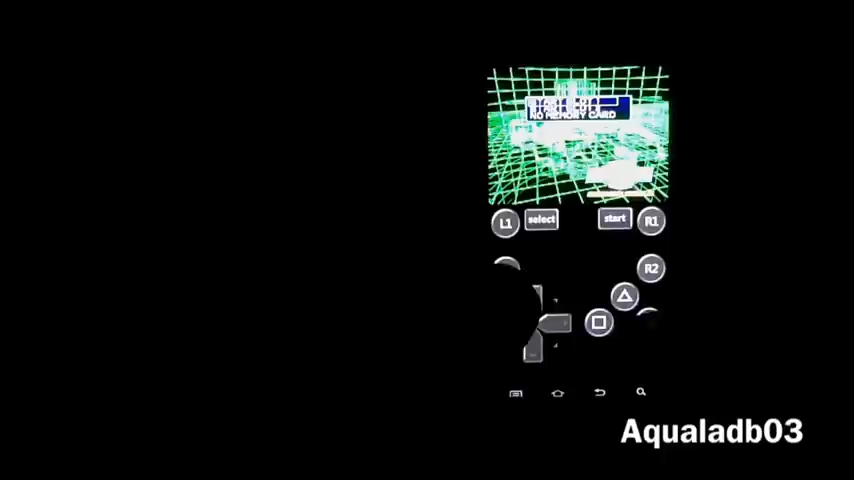 NO MEMORY CARD
L1
select
start
R1
R2
Aqualadb03